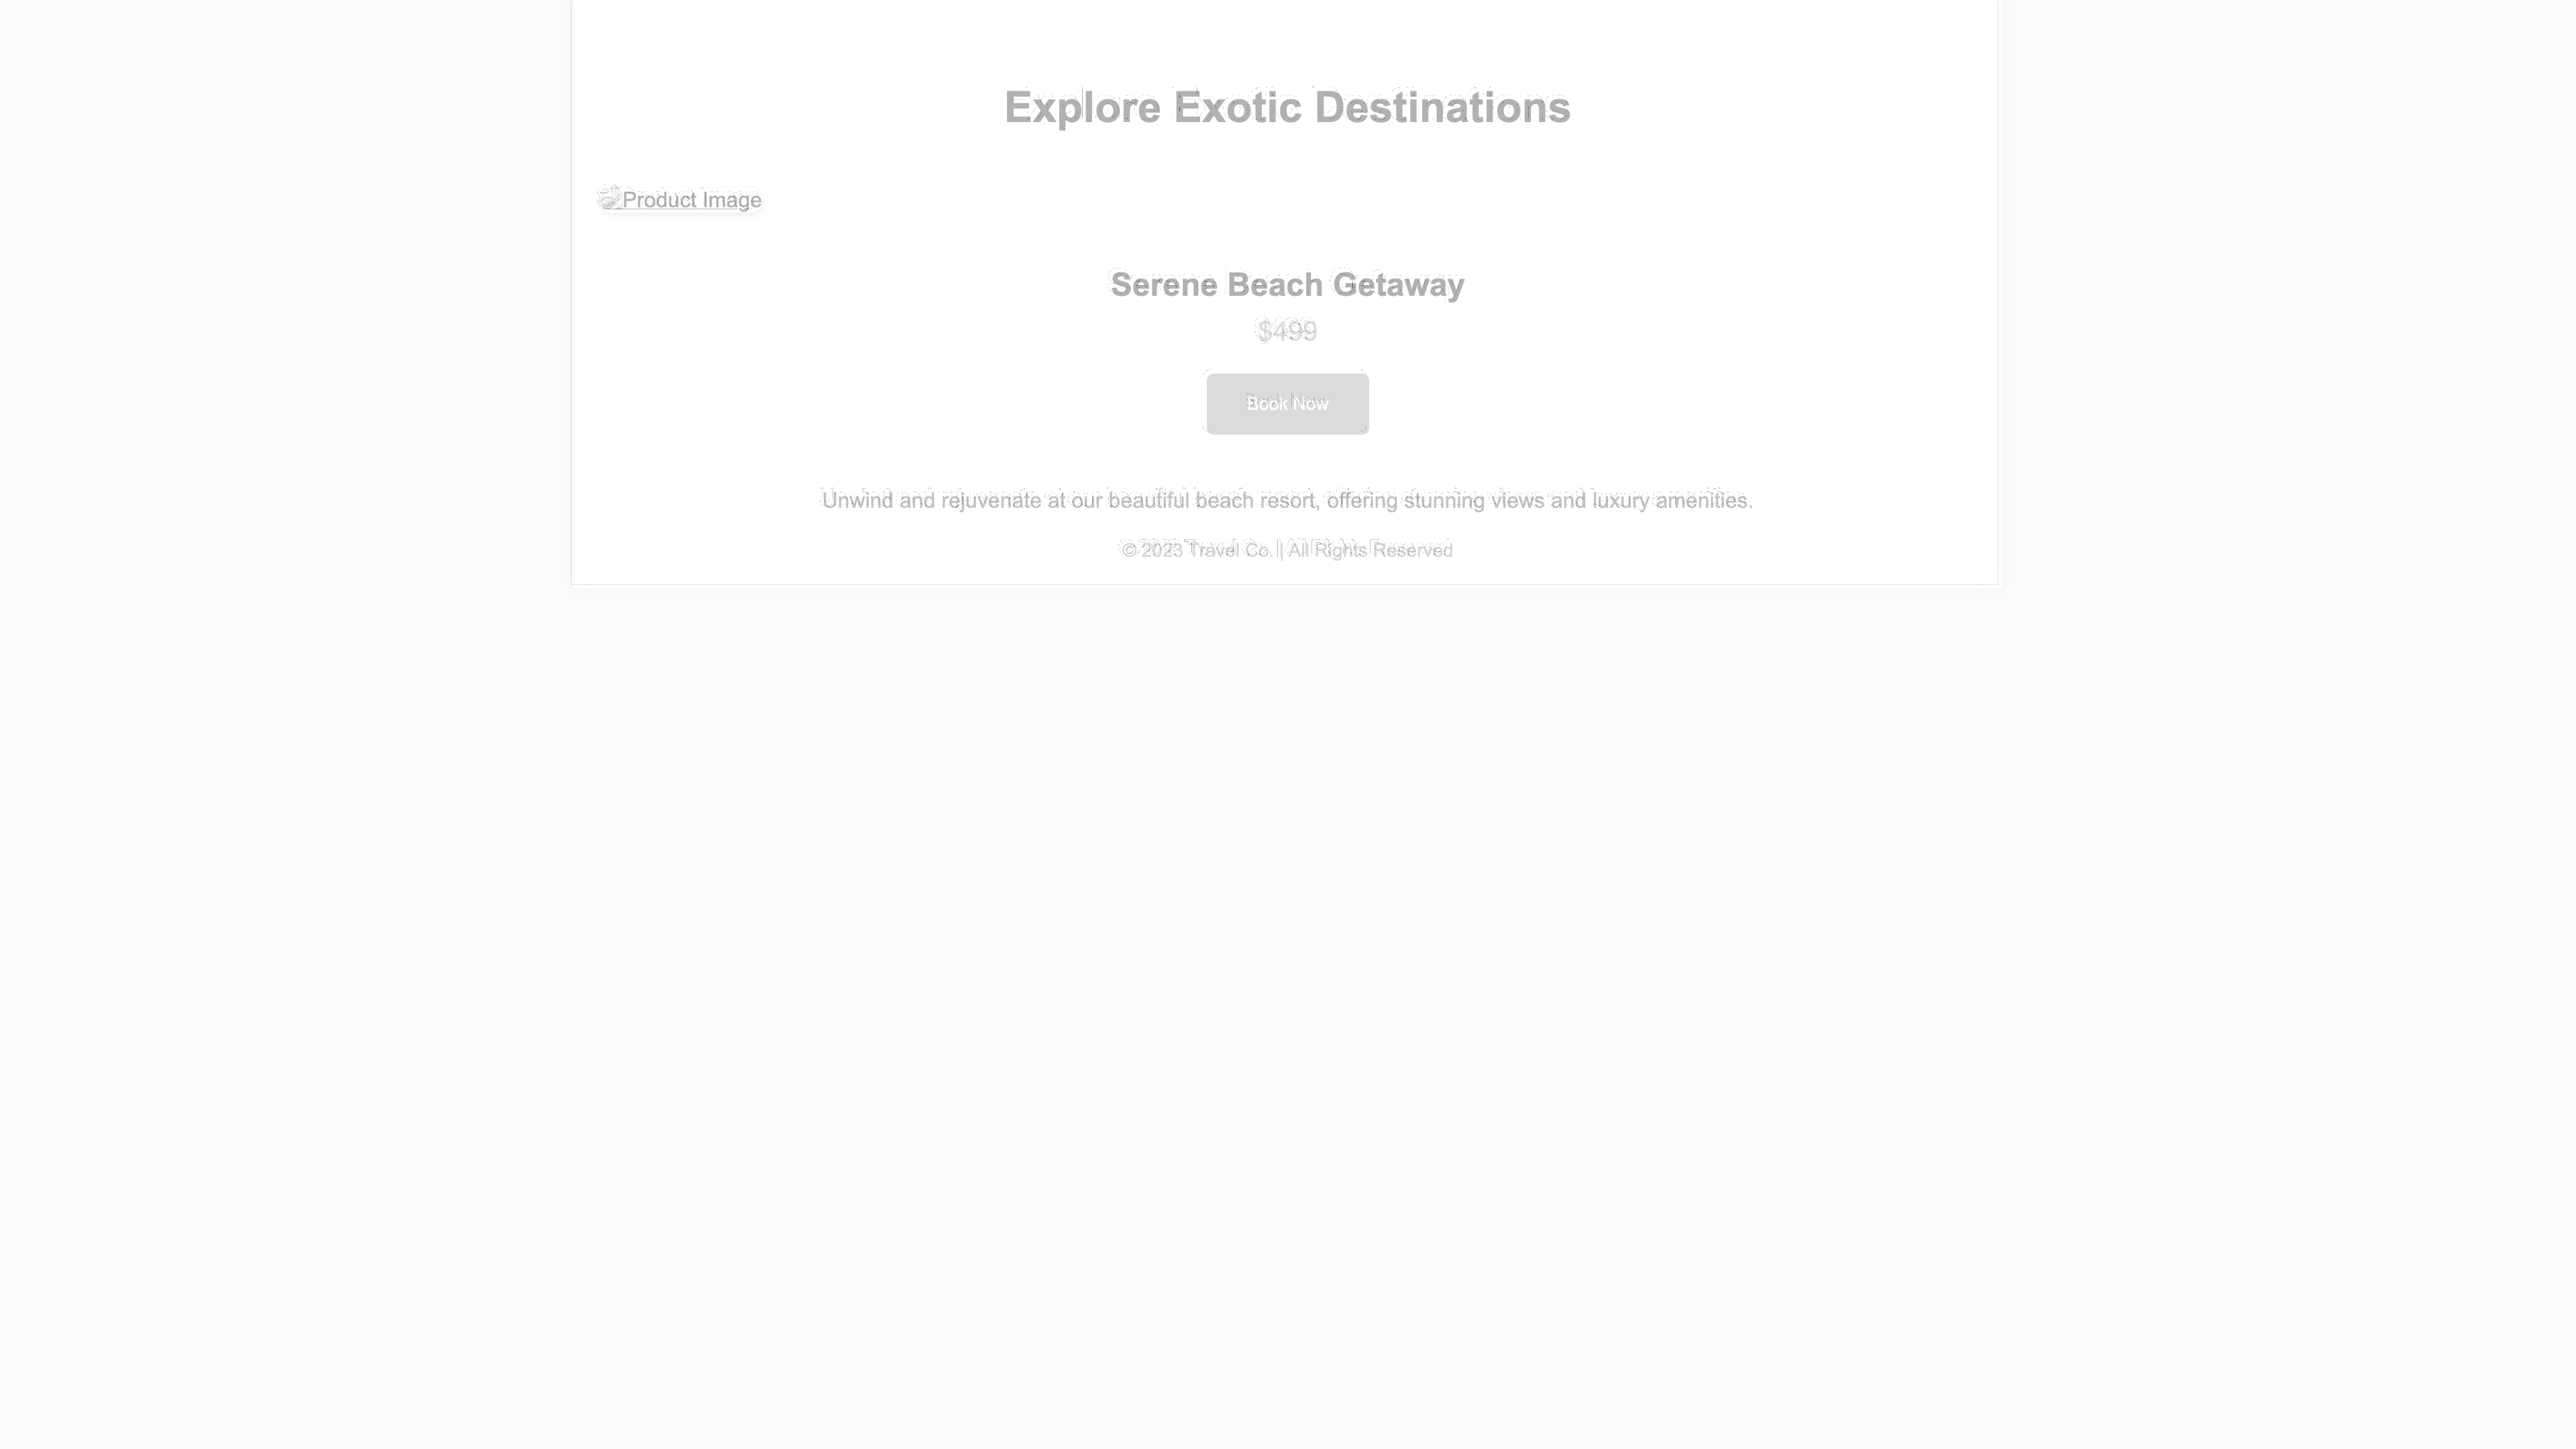 Explore Exotic Destinations
Product Image
Serene Beach Getaway
$499
Book Now
Unwind and rejuvenate at our beautiful beach resort, offering stunning views and luxury amenities.
© 2023 Travel Co. | All Rights Reserved